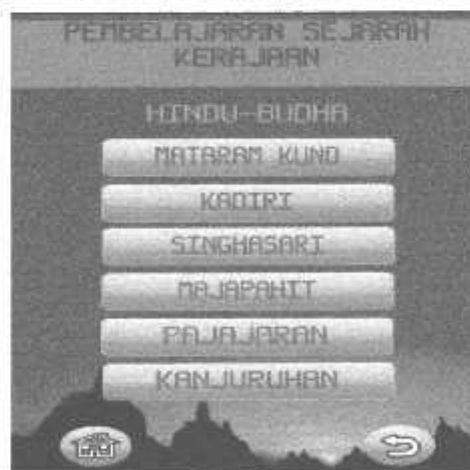 PEMBELAJARAN SEJARAH
KERAJAAN
HINDU-BUDHA
MATARAM KUNO
KADIRI
SINGHASARI
MAJAPAHIT
PAJAJARAN
KANJURUHAN